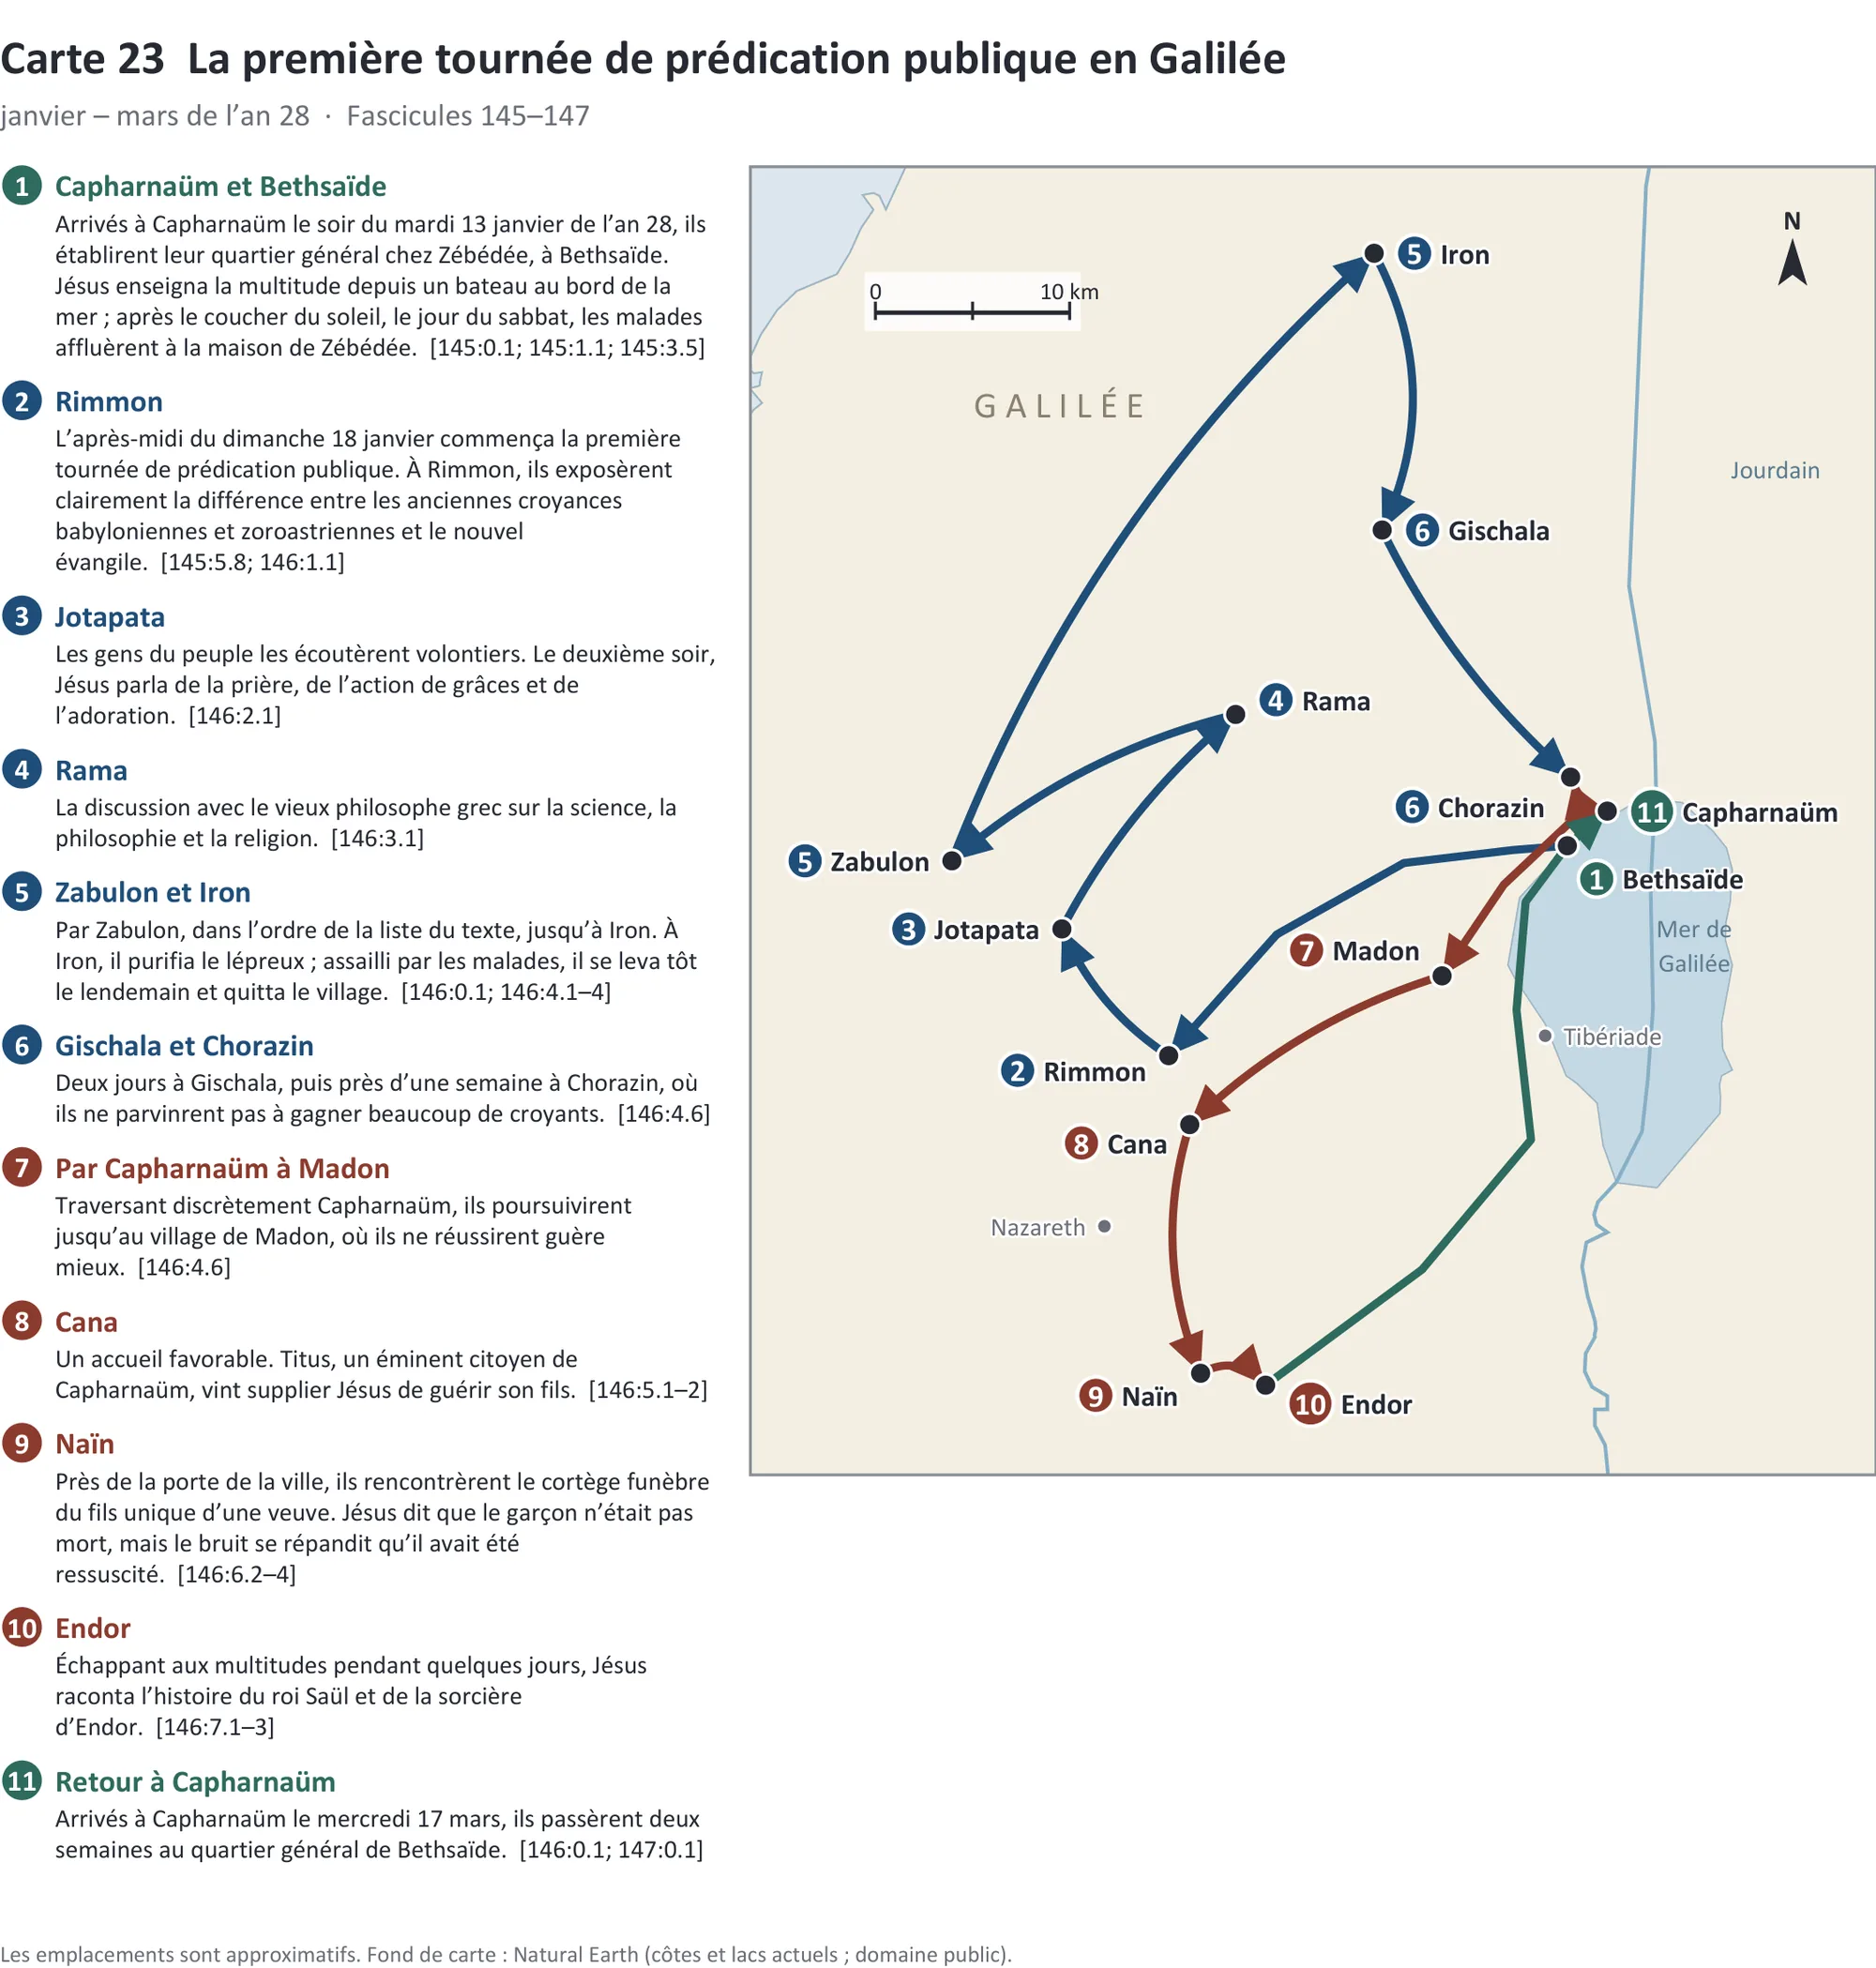 Carte 23 La première tournée de prédication publique en Galilée
janvier – mars de l’an 28 · Fascicules 145–147
1 Capharnaüm et Bethsaïde
Arrivés à Capharnaüm le soir du mardi 13 janvier de l’an 28, ils
établirent leur quartier général chez Zébédée, à Bethsaïde.
Jésus enseigna la multitude depuis un bateau au bord de la
mer ; après le coucher du soleil, le jour du sabbat, les malades
affluèrent à la maison de Zébédée. [145:0.1; 145:1.1; 145:3.5]
2 Rimmon
L’après-midi du dimanche 18 janvier commença la première
tournée de prédication publique. À Rimmon, ils exposèrent
clairement la différence entre les anciennes croyances
babyloniennes et zoroastriennes et le nouvel
évangile. [145:5.8; 146:1.1]
3 Jotapata
Les gens du peuple les écoutèrent volontiers. Le deuxième soir,
Jésus parla de la prière, de l’action de grâces et de
l’adoration. [146:2.1]
4 Rama
La discussion avec le vieux philosophe grec sur la science, la
philosophie et la religion. [146:3.1]
5 Zabulon et Iron
Par Zabulon, dans l’ordre de la liste du texte, jusqu’à Iron. À
Iron, il purifia le lépreux ; assailli par les malades, il se leva tôt
le lendemain et quitta le village. [146:0.1; 146:4.1–4]
6 Gischala et Chorazin
Deux jours à Gischala, puis près d’une semaine à Chorazin, où
ils ne parvinrent pas à gagner beaucoup de croyants. [146:4.6]
7 Par Capharnaüm à Madon
Traversant discrètement Capharnaüm, ils poursuivirent
jusqu’au village de Madon, où ils ne réussirent guère
mieux. [146:4.6]
8 Cana
Un accueil favorable. Titus, un éminent citoyen de
Capharnaüm, vint supplier Jésus de guérir son fils. [146:5.1–2]
9 Naïn
Près de la porte de la ville, ils rencontrèrent le cortège funèbre
du fils unique d’une veuve. Jésus dit que le garçon n’était pas
mort, mais le bruit se répandit qu’il avait été
ressuscité. [146:6.2–4]
10 Endor
Échappant aux multitudes pendant quelques jours, Jésus
raconta l’histoire du roi Saül et de la sorcière
d’Endor. [146:7.1–3]
11 Retour à Capharnaüm
Arrivés à Capharnaüm le mercredi 17 mars, ils passèrent deux
semaines au quartier général de Bethsaïde. [146:0.1; 147:0.1]
N
5 Iron
0 10 km
GALILÉE
Jourdain
6 Gischala
4 Rama
6 Chorazin
11 Capharnaüm
5 Zabulon
1 Bethsaïde
3 Jotapata
Mer de
Galilée
7 Madon
Tibériade
2 Rimmon
8 Cana
Nazareth
9 Naïn
10 Endor
Les emplacements sont approximatifs. Fond de carte : Natural Earth (côtes et lacs actuels ; domaine public).